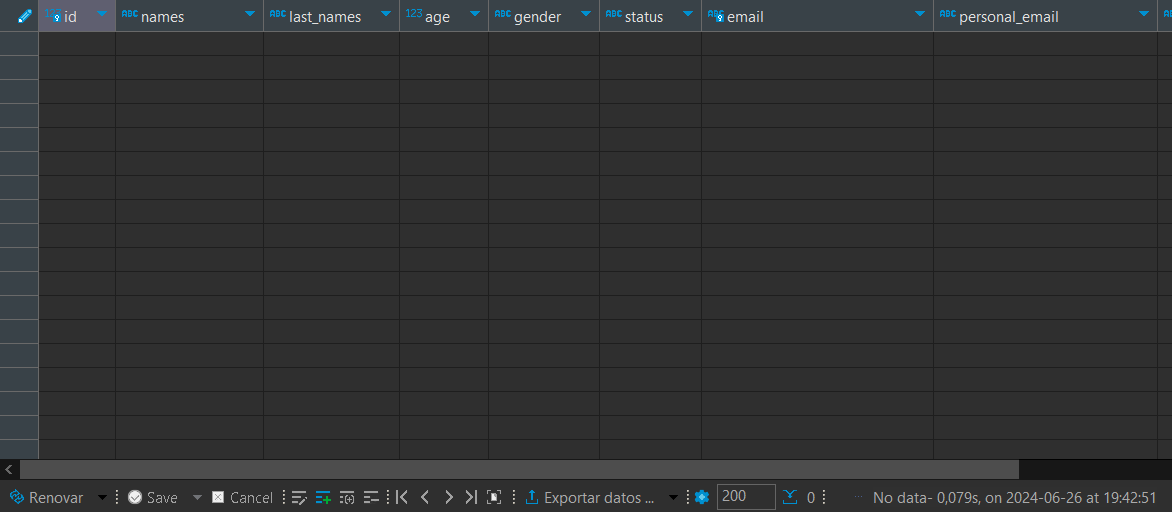 123 id ABC names ABC last_names 123 age ABC gender ABC status ABC email ABC personal_email
Renovar Save Cancel Exportar datos ... 200 0 ... No data- 0,079s, on 2024-06-26 at 19:42:51